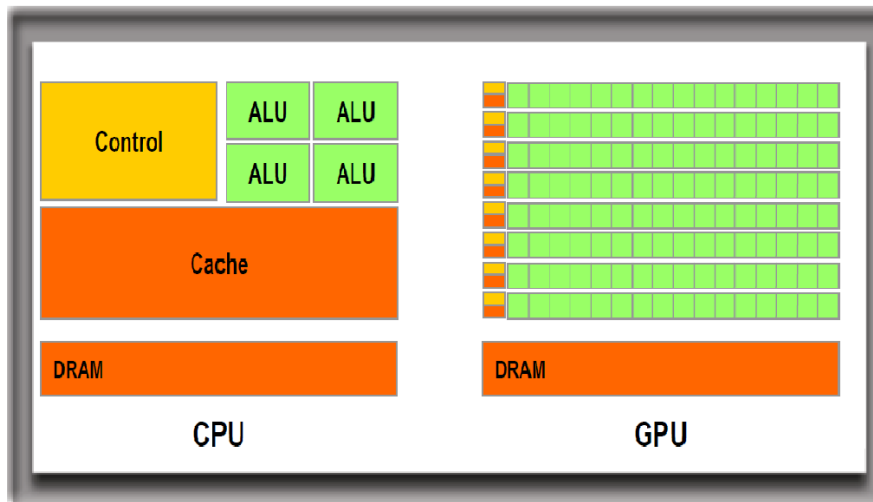 Control
ALU ALU
ALU ALU
Cache
DRAM
CPU
DRAM
GPU